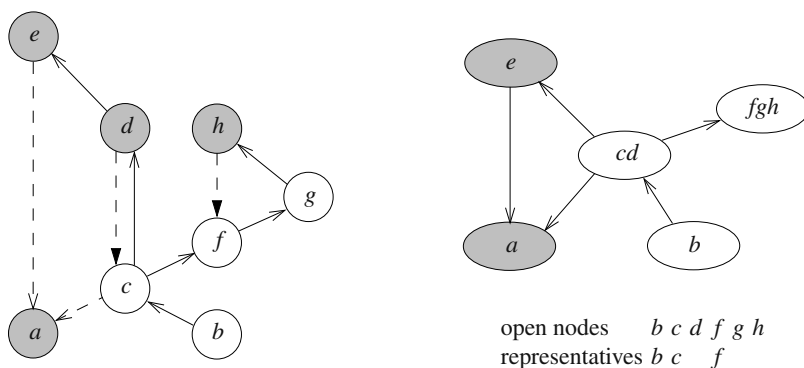 e
e
fgh
d
h
cd
g
f
a
b
c
a
b
open nodes b c d f g h
representatives b c f